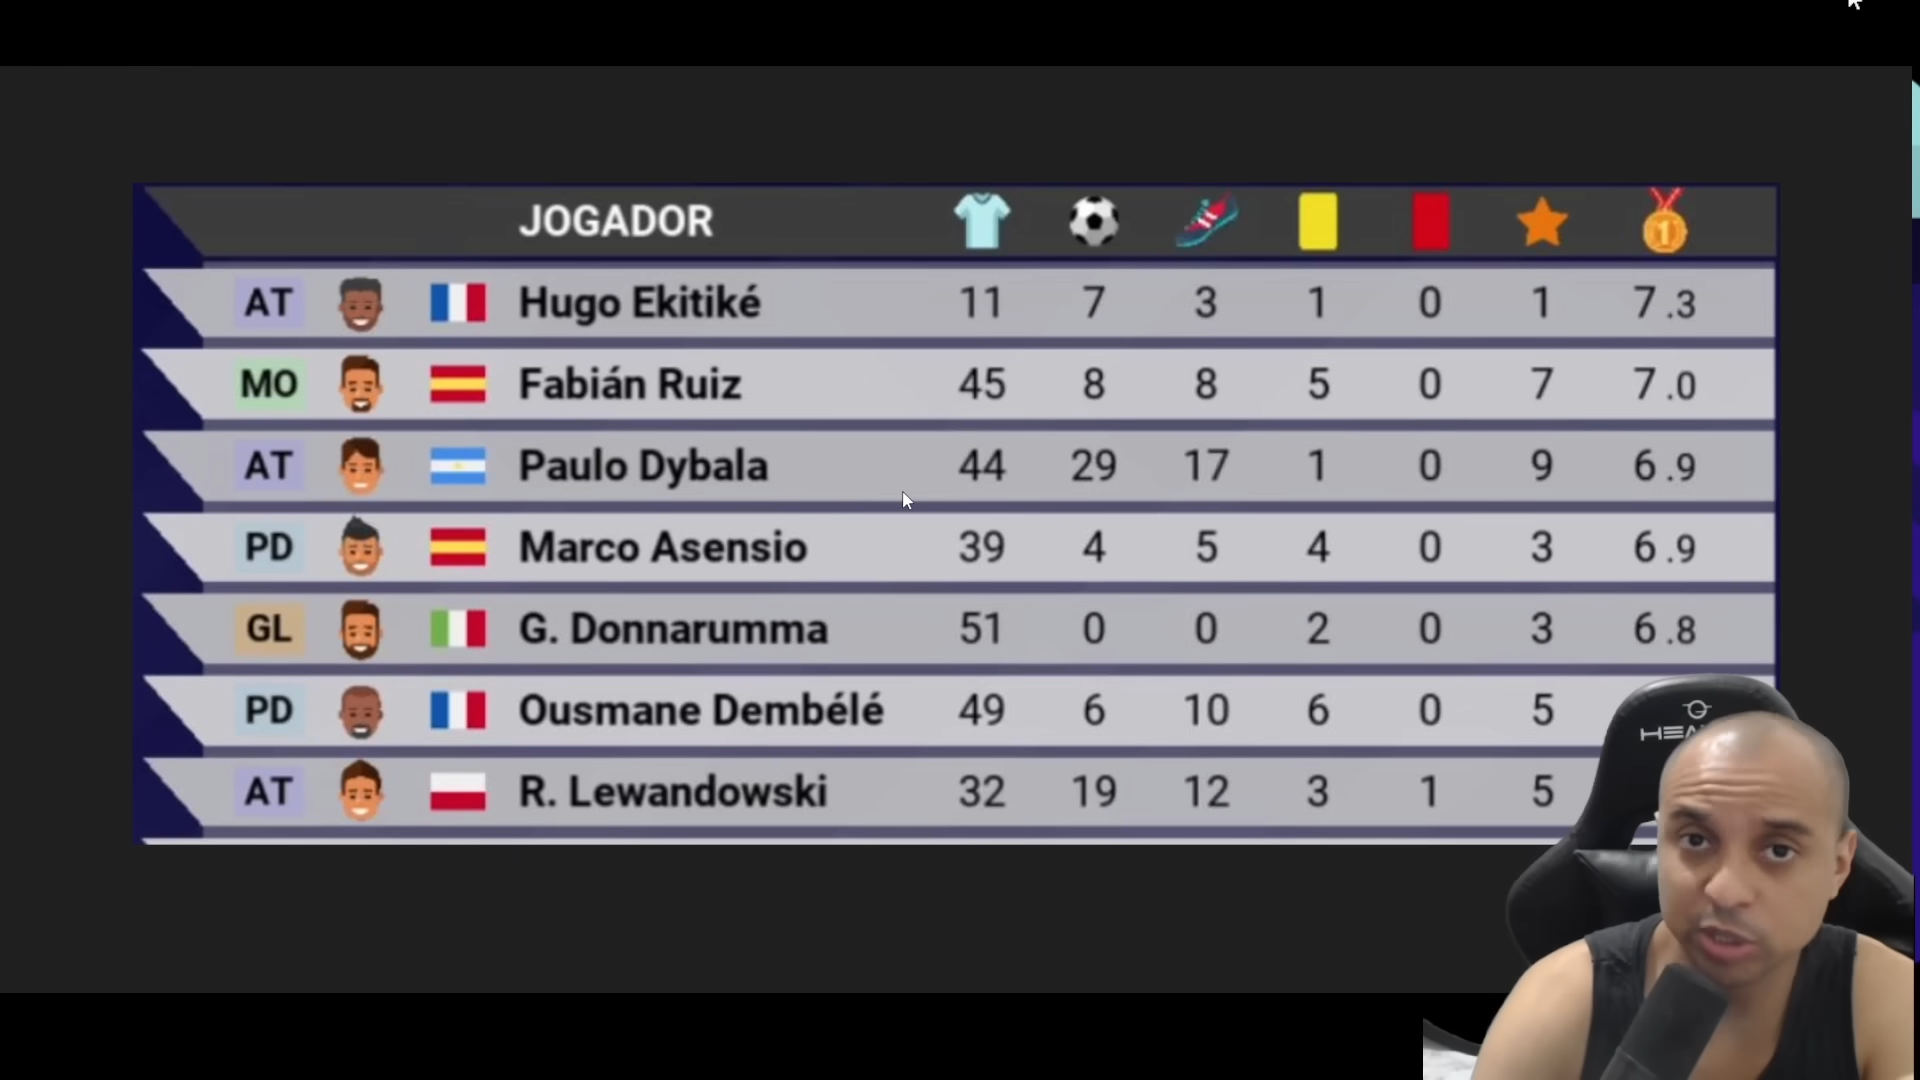 JOGADOR
AT Hugo Ekitiké 11 7 3 1 0 1 7.3
MO Fabián Ruiz 45 8 8 5 0 7 7.0
AT Paulo Dybala 44 29 17 1 0 9 6.9
PD Marco Asensio 39 4 5 4 0 3 6.9
GL G. Donnarumma 51 0 0 2 0 3 6.8
PD Ousmane Dembélé 49 6 10 6 0 5
AT R. Lewandowski 32 19 12 3 1 5